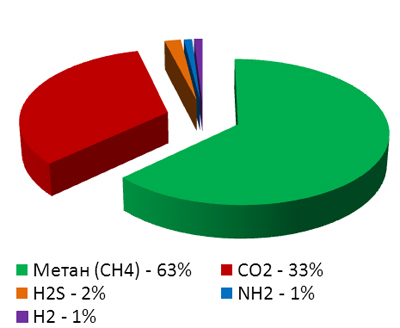 Метан (CH4) - 63% CO2 - 33%
H2S - 2% NH2 - 1%
H2 - 1%